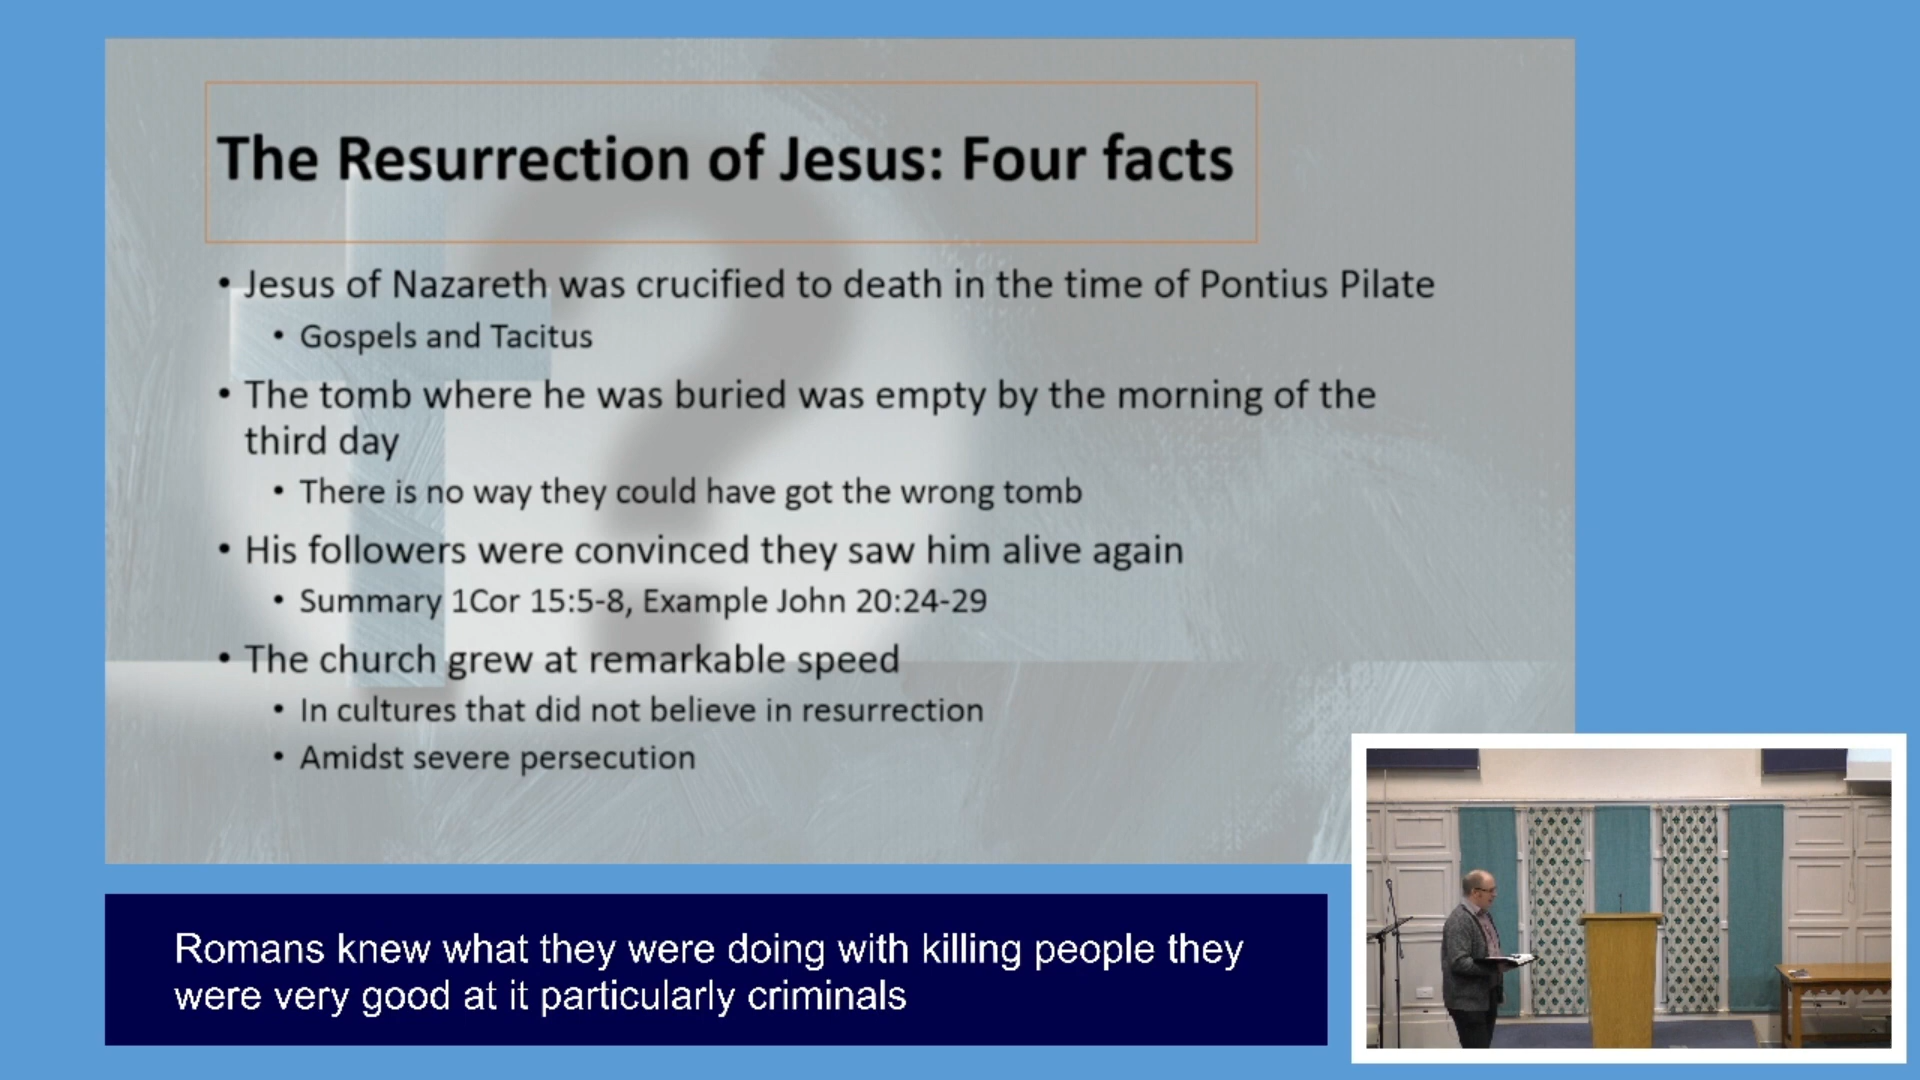 The Resurrection of Jesus: Four facts
• Jesus of Nazareth was crucified to death in the time of Pontius Pilate
• Gospels and Tacitus
• The tomb where he was buried was empty by the morning of the
third day
• There is no way they could have got the wrong tomb
• His followers were convinced they saw him alive again
• Summary 1Cor 15:5-8, Example John 20:24-29
• The church grew at remarkable speed
• In cultures that did not believe in resurrection
• Amidst severe persecution
Romans knew what they were doing with killing people they
were very good at it particularly criminals